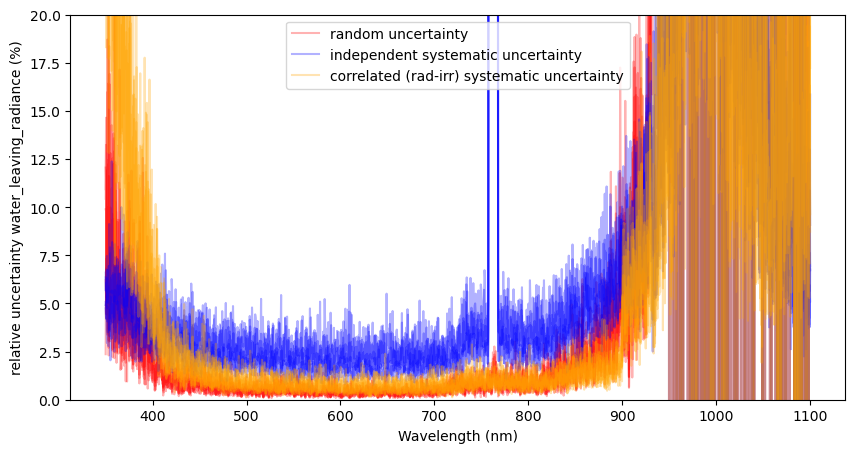 random uncertainty
independent systematic uncertainty
correlated (rad-irr) systematic uncertainty
relative uncertainty water_leaving_radiance (%)
20.0
17.5
15.0
12.5
10.0
7.5
5.0
2.5
0.0
400 500 600 700 800 900 1000 1100
Wavelength (nm)